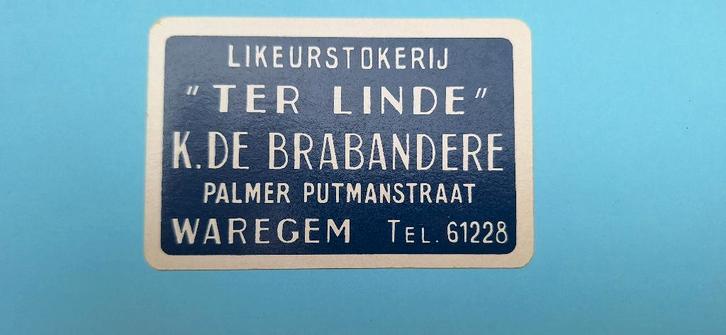 LIKEURSTOKERIJ
"TER LINDE"
K. DE BRABANDERE
PALMER PUTMANSTRAAT
WAREGEM TEL. 61228